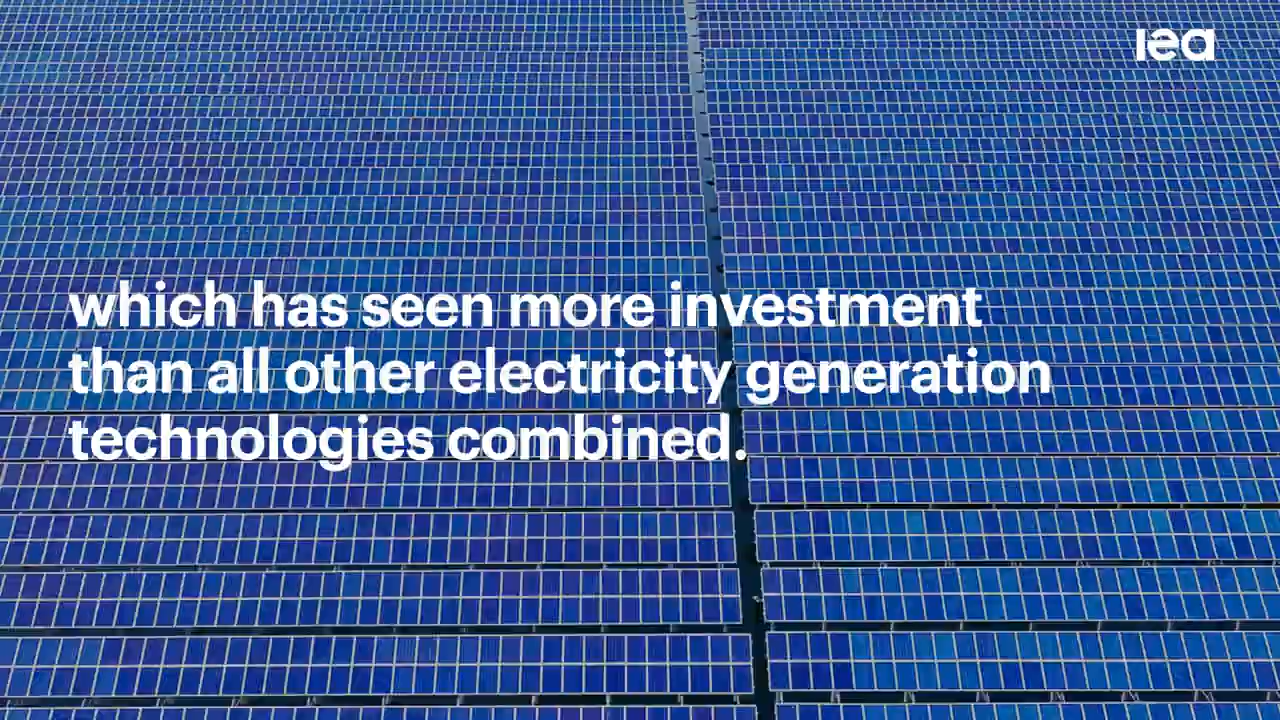 iea
which has seen more investment
than all other electricity generation
technologies combined.